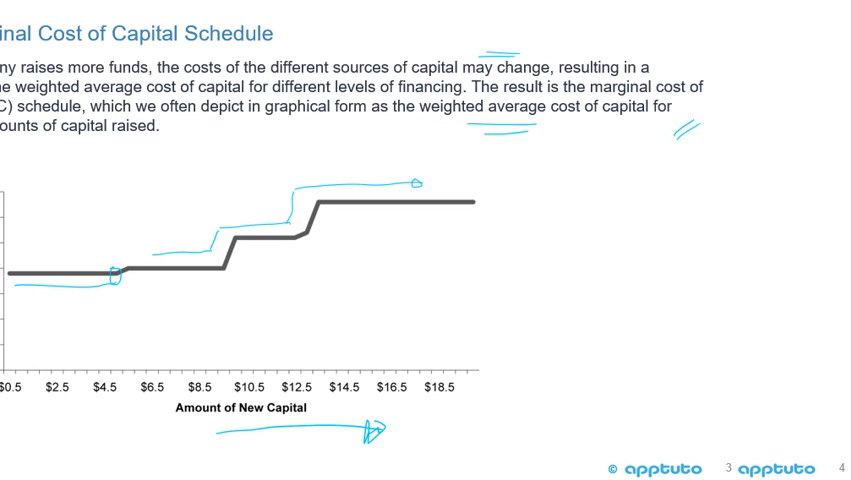 inal Cost of Capital Schedule
ny raises more funds, the costs of the different sources of capital may change, resulting in a
e weighted average cost of capital for different levels of financing. The result is the marginal cost of
C) schedule, which we often depict in graphical form as the weighted average cost of capital for
ounts of capital raised.
$0.5 $2.5 $4.5 $6.5 $8.5 $10.5 $12.5 $14.5 $16.5 $18.5
Amount of New Capital
© apptuto 3 apptuto 4